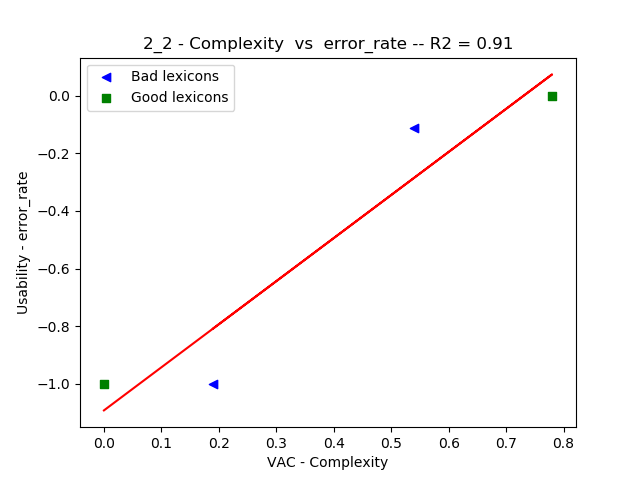 2_2 - Complexity  vs  error_rate -- R2 = 0.91
Bad lexicons
Good lexicons
0.0
−0.2
−0.4
−0.6
−0.8
−1.0
Usability - error_rate
0.0 0.1 0.2 0.3 0.4 0.5 0.6 0.7 0.8
VAC - Complexity